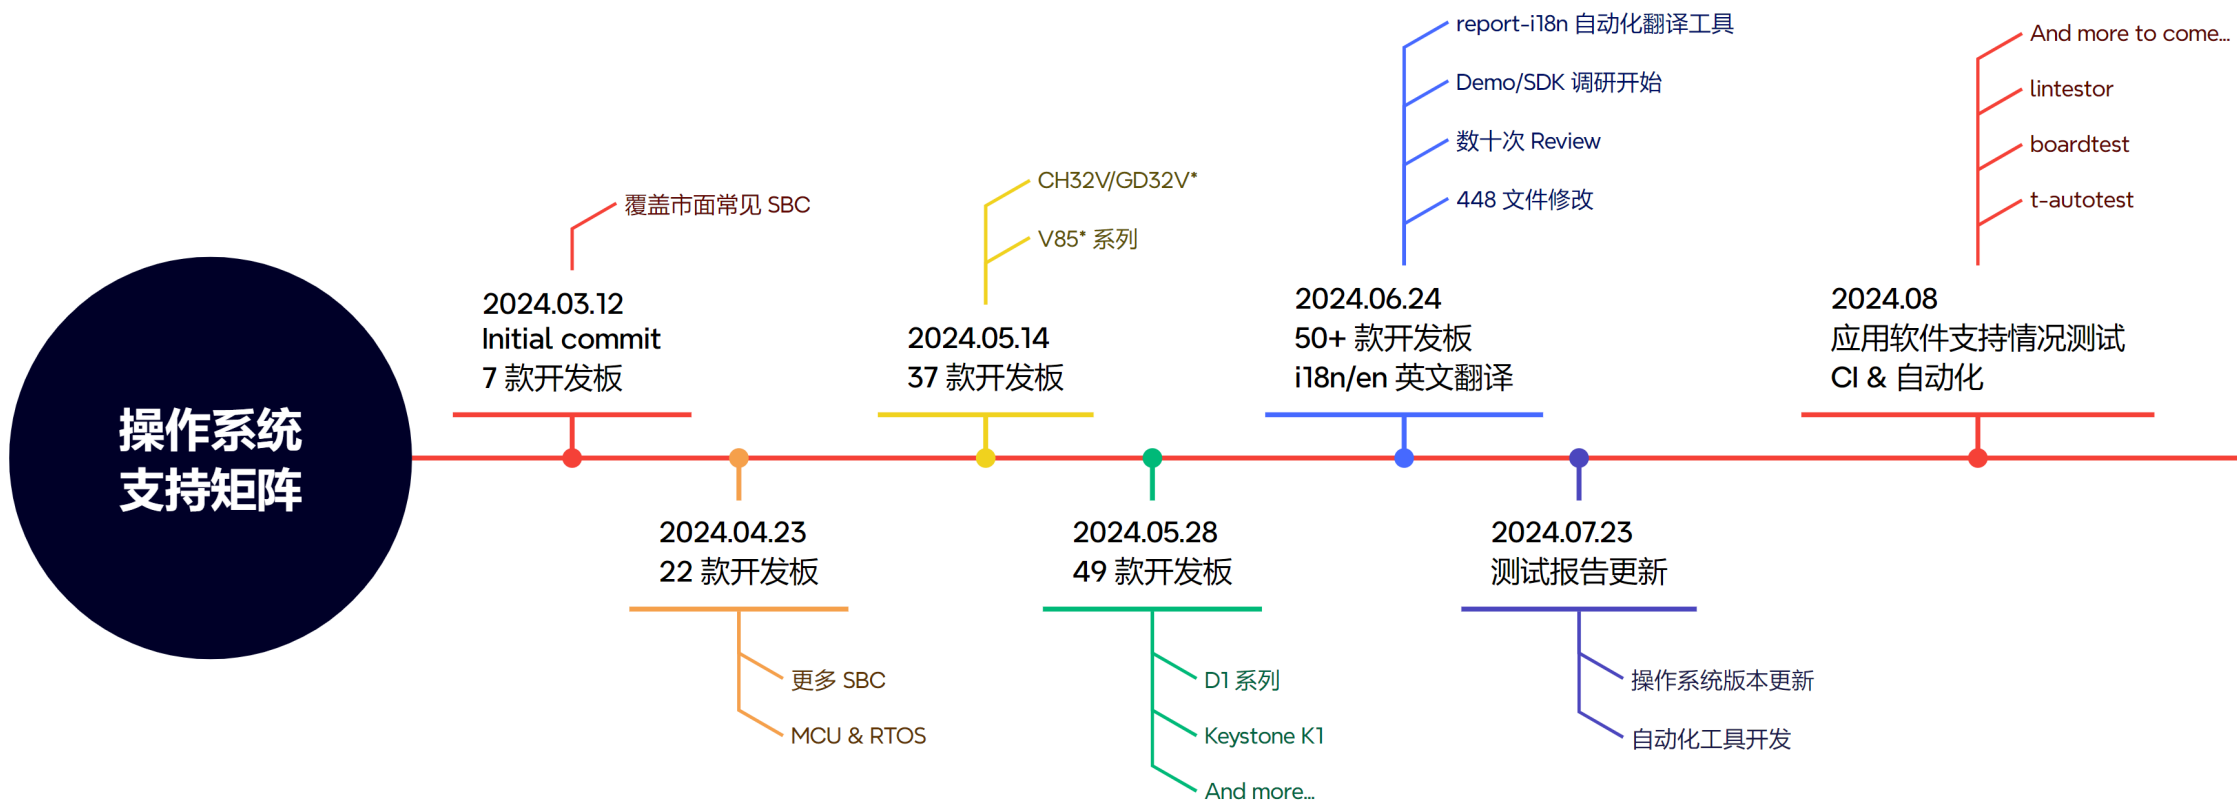 操作系统
支持矩阵
覆盖市面常见 SBC
2024.03.12
Initial commit
7 款开发板
2024.04.23
22 款开发板
更多 SBC
MCU & RTOS
CH32V/GD32V*
V85* 系列
2024.05.14
37 款开发板
2024.05.28
49 款开发板
D1 系列
Keystone K1
And more...
report-i18n 自动化翻译工具
Demo/SDK 调研开始
数十次 Review
448 文件修改
2024.06.24
50+ 款开发板
i18n/en 英文翻译
2024.07.23
测试报告更新
操作系统版本更新
自动化工具开发
And more to come...
lintestor
boardtest
t-autotest
2024.08
应用软件支持情况测试
CI & 自动化